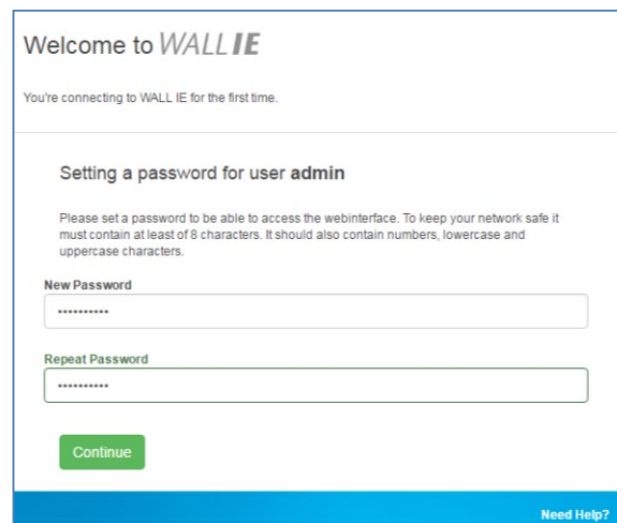 Welcome to WALL IE
You're connecting to WALL IE for the first time.
Setting a password for user admin
Please set a password to be able to access the webinterface. To keep your network safe it
must contain at least of 8 characters. It should also contain numbers, lowercase and
uppercase characters.
New Password
••••••••••
Repeat Password
••••••••••
Continue
Need Help?